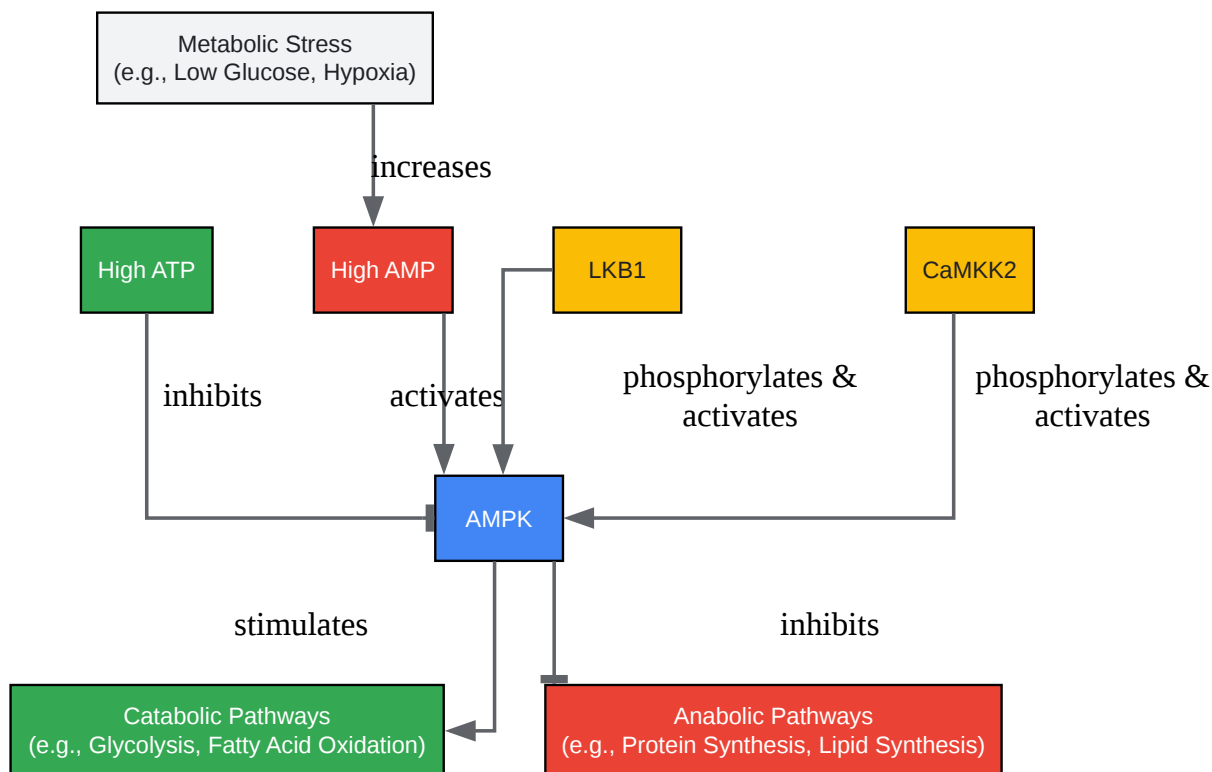 Metabolic Stress
(e.g., Low Glucose, Hypoxia)
increases
High ATP
High AMP
LKB1
CaMKK2
inhibits
activates
phosphorylates &
activates
phosphorylates &
activates
AMPK
stimulates
inhibits
Catabolic Pathways
(e.g., Glycolysis, Fatty Acid Oxidation)
Anabolic Pathways
(e.g., Protein Synthesis, Lipid Synthesis)